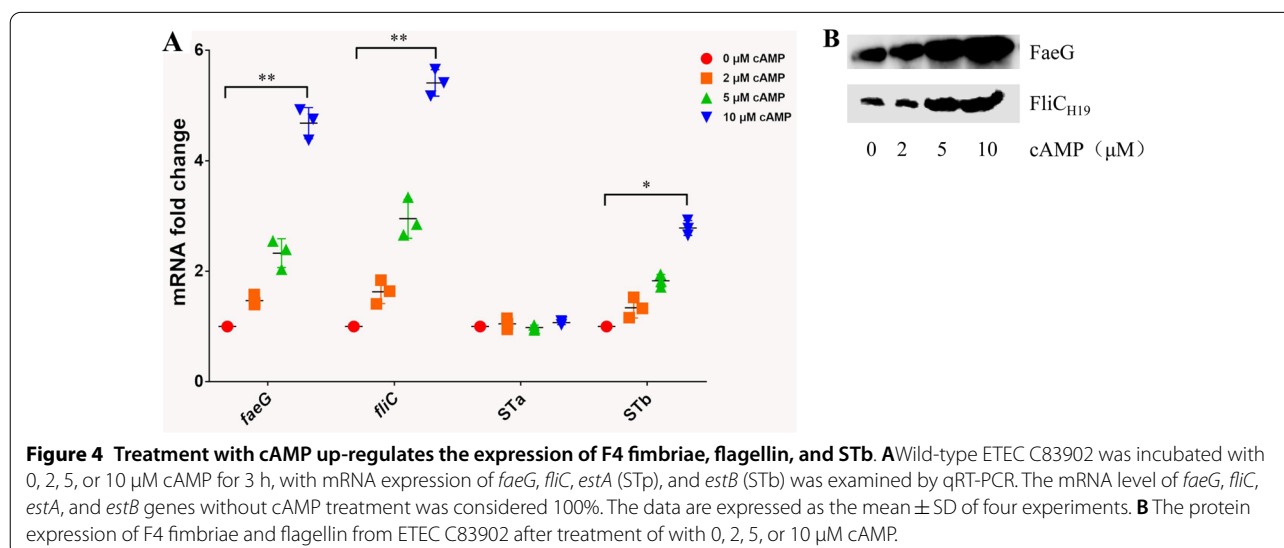 A
6
4
2
0
mRNA fold change
**
**
*
0 µM cAMP
2 µM cAMP
5 µM cAMP
10 µM cAMP
faeG
fliC
STa
STb
B
FaeG
FliCH19
0 2 5 10 cAMP（µM）
Figure 4 Treatment with cAMP up-regulates the expression of F4 fimbriae, flagellin, and STb. AWild-type ETEC C83902 was incubated with
0, 2, 5, or 10 µM cAMP for 3 h, with mRNA expression of faeG, fliC, estA (STp), and estB (STb) was examined by qRT-PCR. The mRNA level of faeG, fliC,
estA, and estB genes without cAMP treatment was considered 100%. The data are expressed as the mean ± SD of four experiments. B The protein
expression of F4 fimbriae and flagellin from ETEC C83902 after treatment of with 0, 2, 5, or 10 µM cAMP.